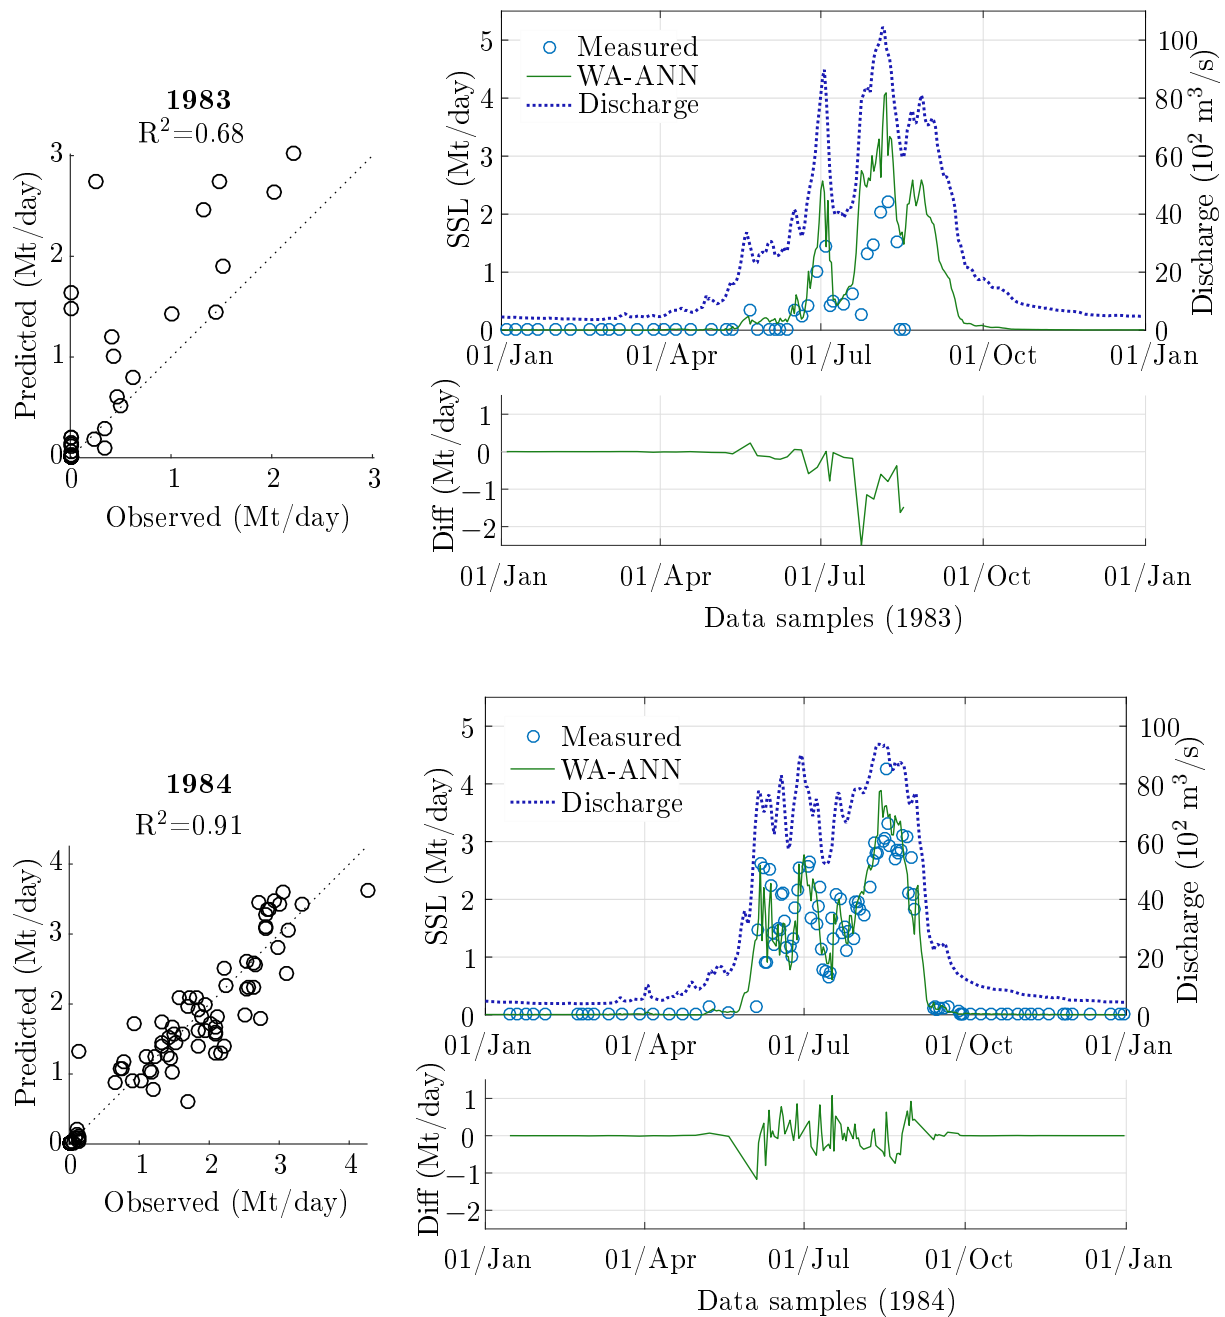 1983
R²=0.68
3
2
1
0
Predicted (Mt/day)
0 1 2 3
Observed (Mt/day)
Measured
WA-ANN
Discharge
5
4
3
2
1
0
SSL (Mt/day)
100
80
60
40
20
0
Discharge (10² m³/s)
01/Jan 01/Apr 01/Jul 01/Oct 01/Jan
1
0
−1
−2
Diff (Mt/day)
01/Jan 01/Apr 01/Jul 01/Oct 01/Jan
Data samples (1983)
1984
R²=0.91
4
3
2
1
0
Predicted (Mt/day)
0 1 2 3 4
Observed (Mt/day)
Measured
WA-ANN
Discharge
5
4
3
2
1
0
SSL (Mt/day)
100
80
60
40
20
0
Discharge (10² m³/s)
01/Jan 01/Apr 01/Jul 01/Oct 01/Jan
1
0
−1
−2
Diff (Mt/day)
01/Jan 01/Apr 01/Jul 01/Oct 01/Jan
Data samples (1984)